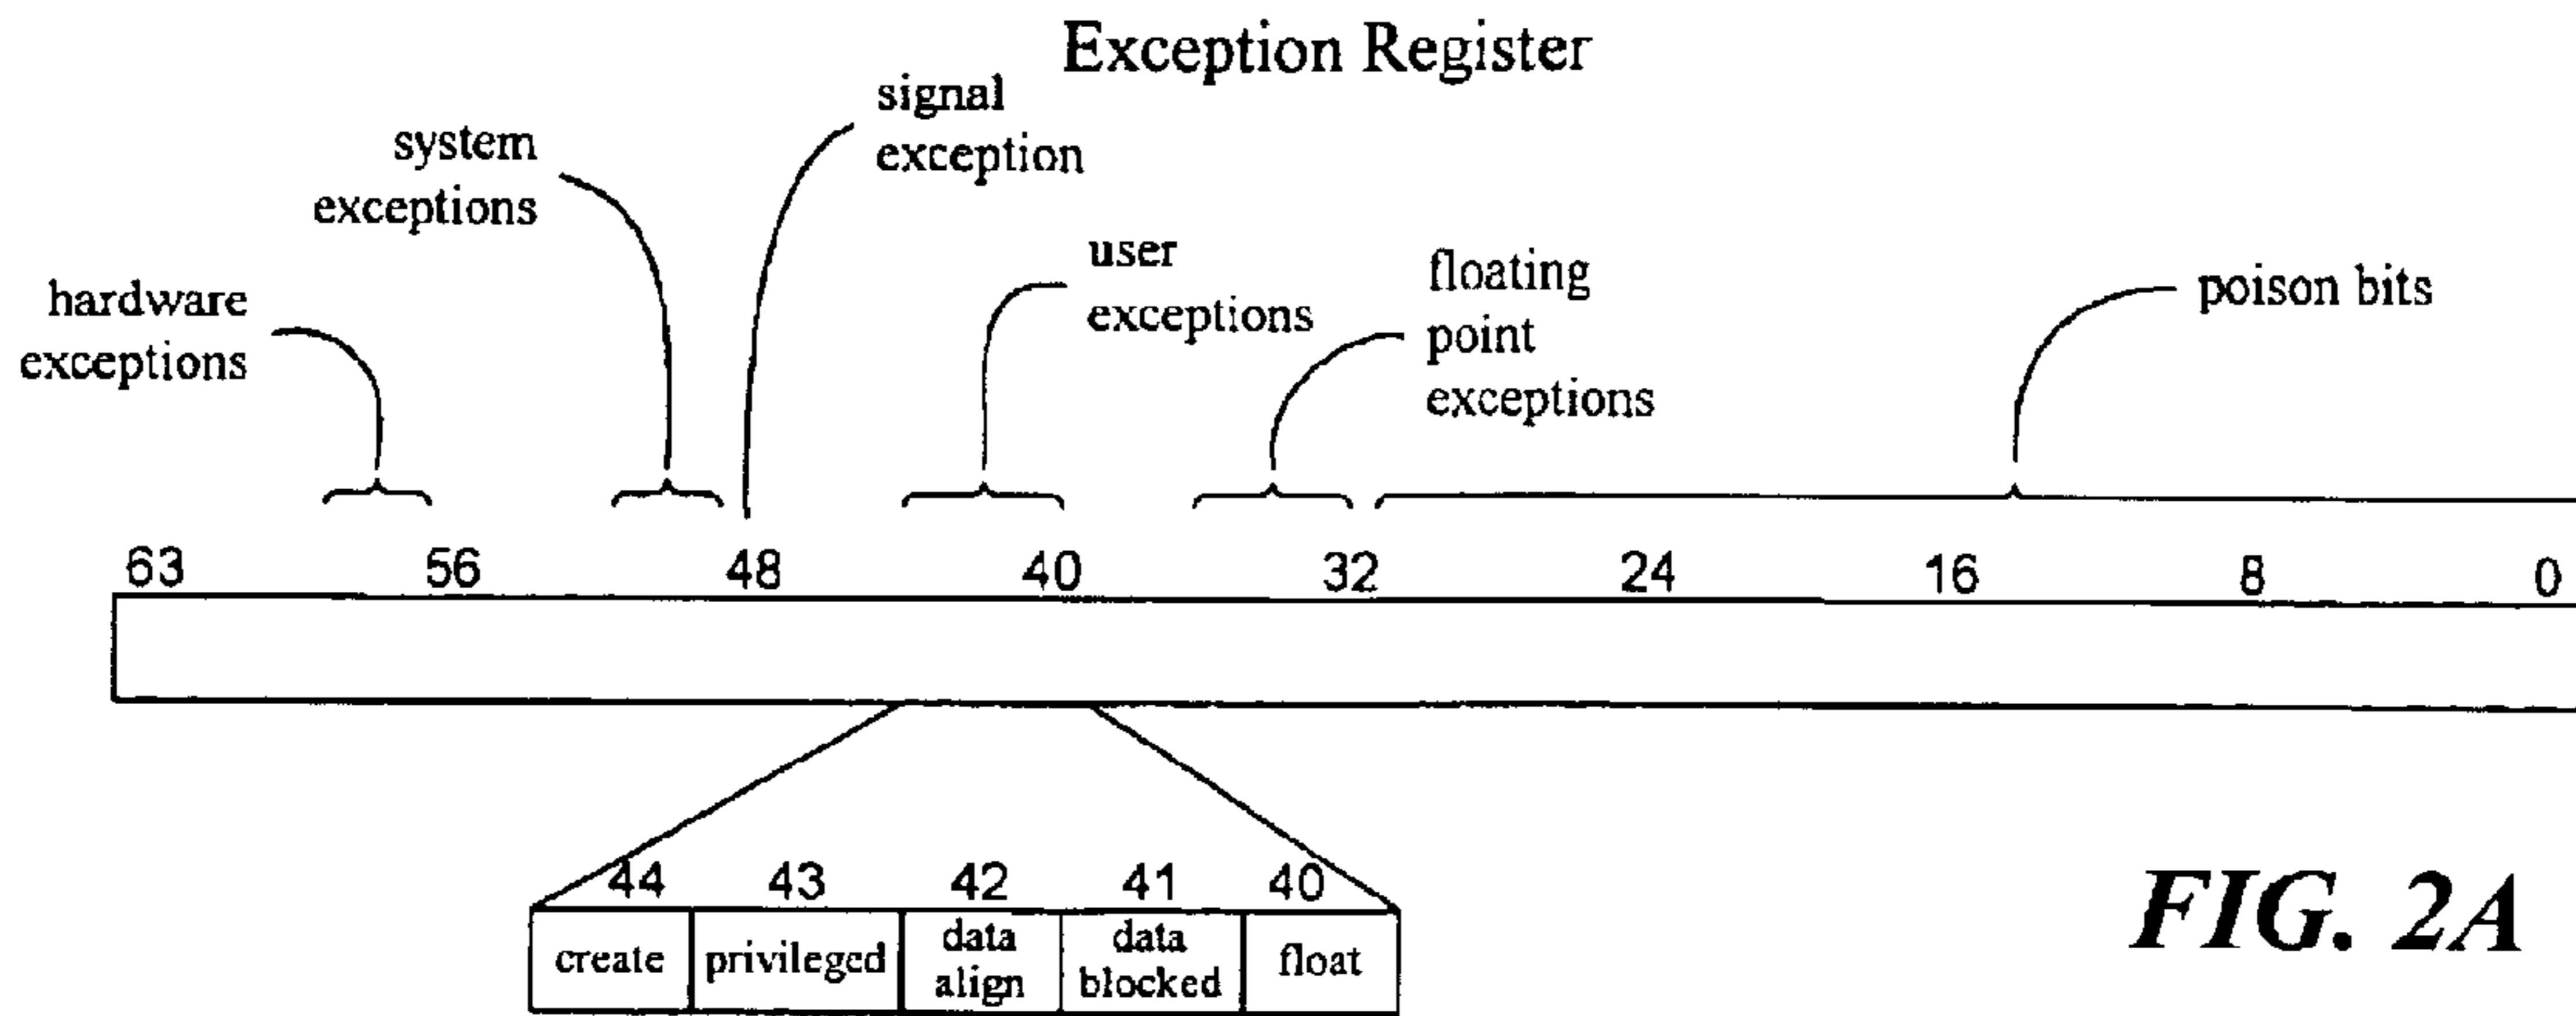 Exception Register
signal
exception
system
exceptions
user
exceptions
floating
point
exceptions
poison bits
hardware
exceptions
63 56 48 40 32 24 16 8 0
44 43 42 41 40
create privileged data align data blocked float
FIG. 2A